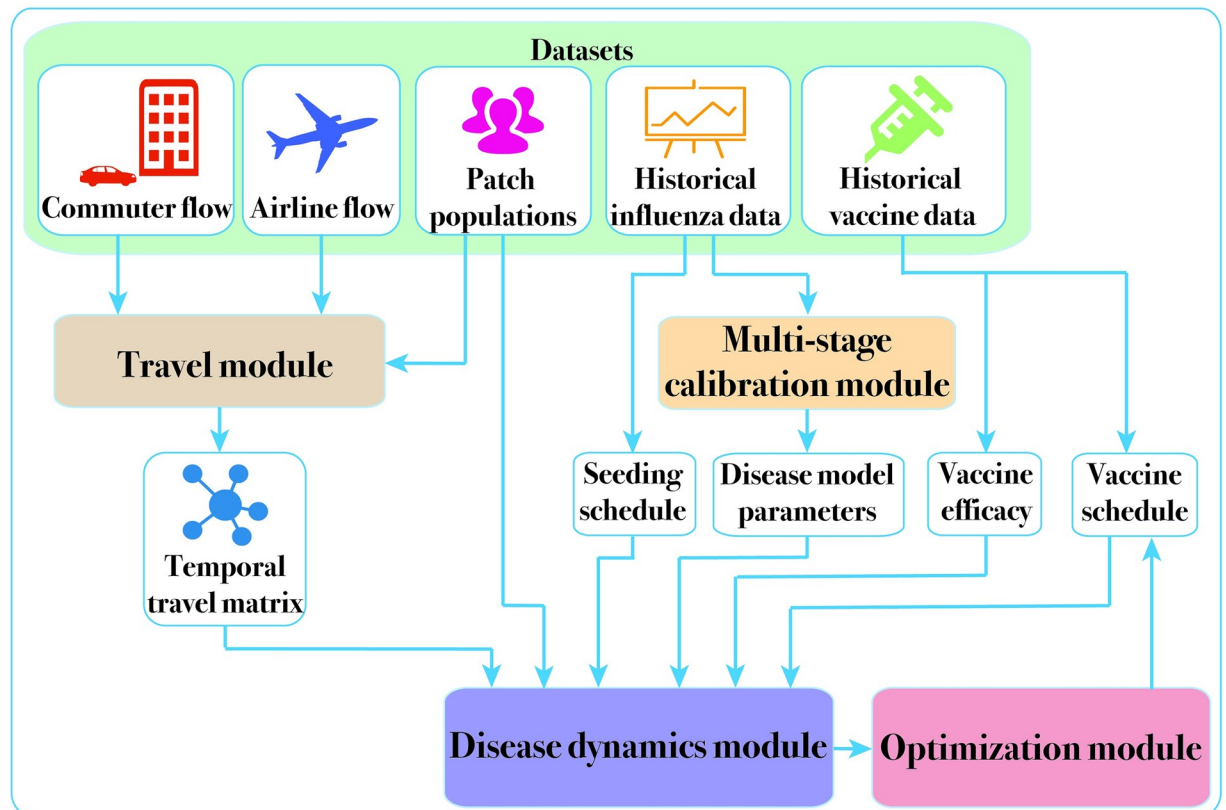 Datasets
Commuter flow
Airline flow
Patch
populations
Historical
influenza data
Historical
vaccine data
Travel module
Multi-stage
calibration module
Temporal
travel matrix
Seeding
schedule
Disease model
parameters
Vaccine
efficacy
Vaccine
schedule
Disease dynamics module
Optimization module